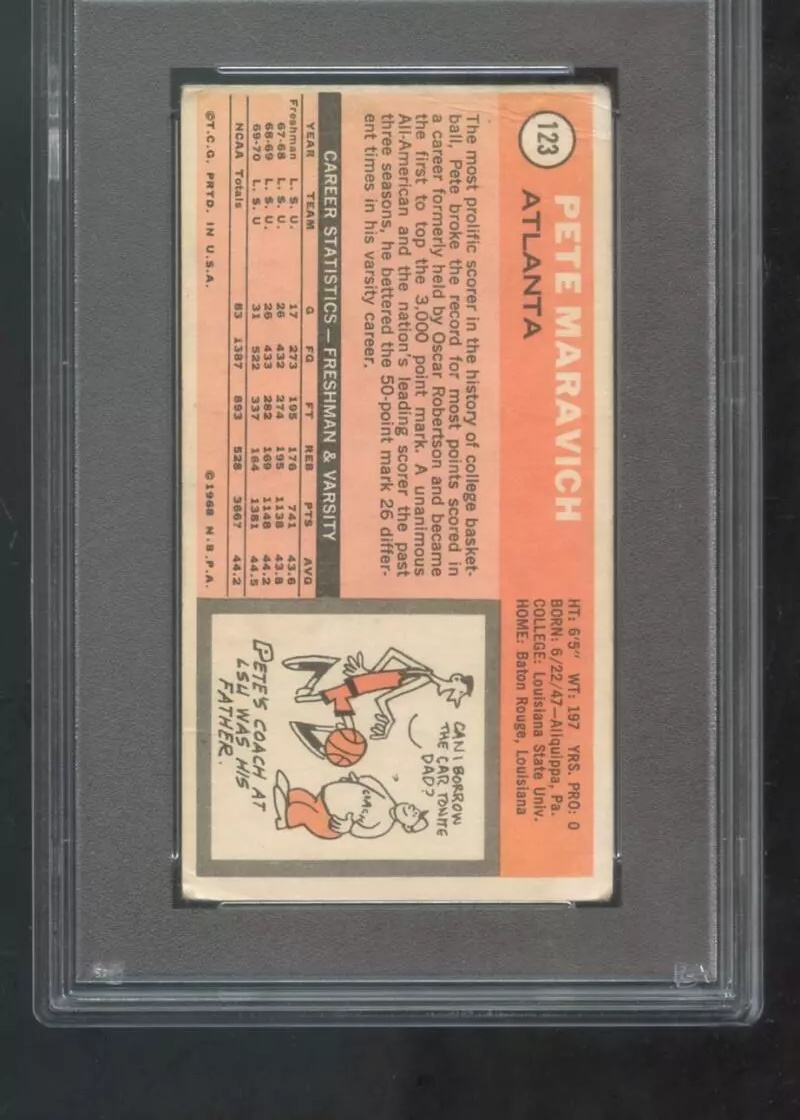 123
PETE MARAVICH
ATLANTA
HT: 6'5" WT: 197 YRS. PRO: 0
BORN: 6/22/47—Aliquippa, Pa.
COLLEGE: Louisiana State Univ.
HOME: Baton Rouge, Louisiana
The most prolific scorer in the history of college basket-
ball, Pete broke the record for most points scored in
a career formerly held by Oscar Robertson and became
the first to top the 3,000 point mark. A unanimous
All-American and the nation's leading scorer the past
three seasons, he bettered the 50-point mark 26 differ-
ent times in his varsity career.
CAREER STATISTICS — FRESHMAN & VARSITY
YEAR TEAM G FG FT REB PTS AVG
Freshman L. S. U. 17 273 195 176 741 43.6
67-68 L. S. U. 26 432 274 195 1138 43.8
68-69 L. S. U. 26 433 282 169 1148 44.2
69-70 L. S. U. 31 522 337 164 1381 44.5
NCAA Totals 83 1387 893 528 3667 44.2
©T.C.G. PRTD. IN U.S.A. ©1968 N.B.P.A.
CAN I BORROW
THE CAR TONITE
DAD?
COACH
PETE'S COACH AT
LSU WAS HIS
FATHER.